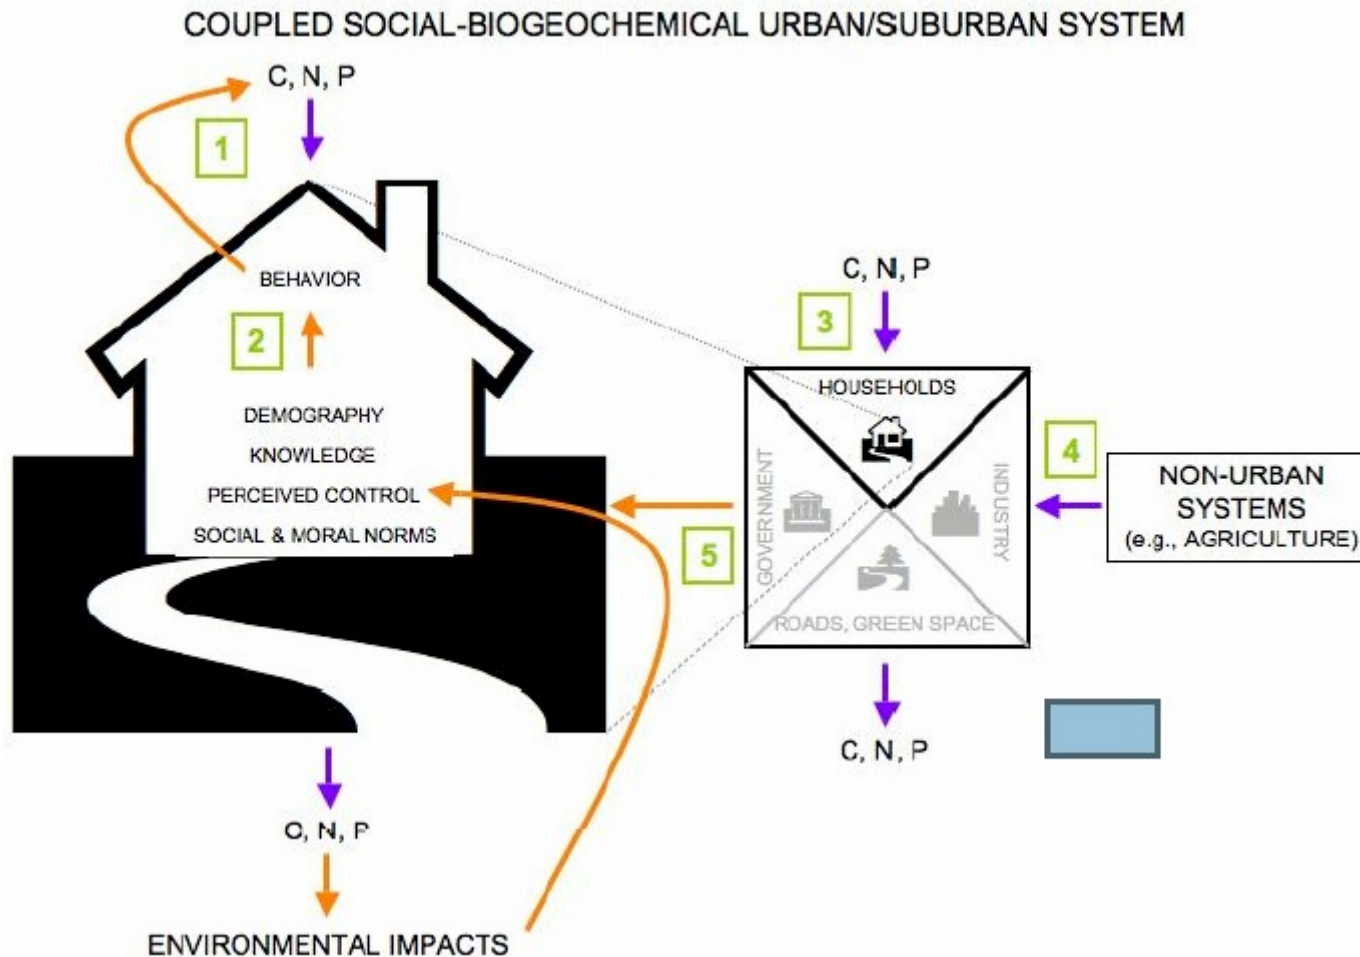 COUPLED SOCIAL-BIOGEOCHEMICAL URBAN/SUBURBAN SYSTEM
C, N, P
1
BEHAVIOR
2
DEMOGRAPHY
KNOWLEDGE
PERCEIVED CONTROL
SOCIAL & MORAL NORMS
C, N, P
ENVIRONMENTAL IMPACTS
C, N, P
3
HOUSEHOLDS
GOVERNMENT
INDUSTRY
ROADS, GREEN SPACE
4
NON-URBAN
SYSTEMS
(e.g., AGRICULTURE)
5
C, N, P